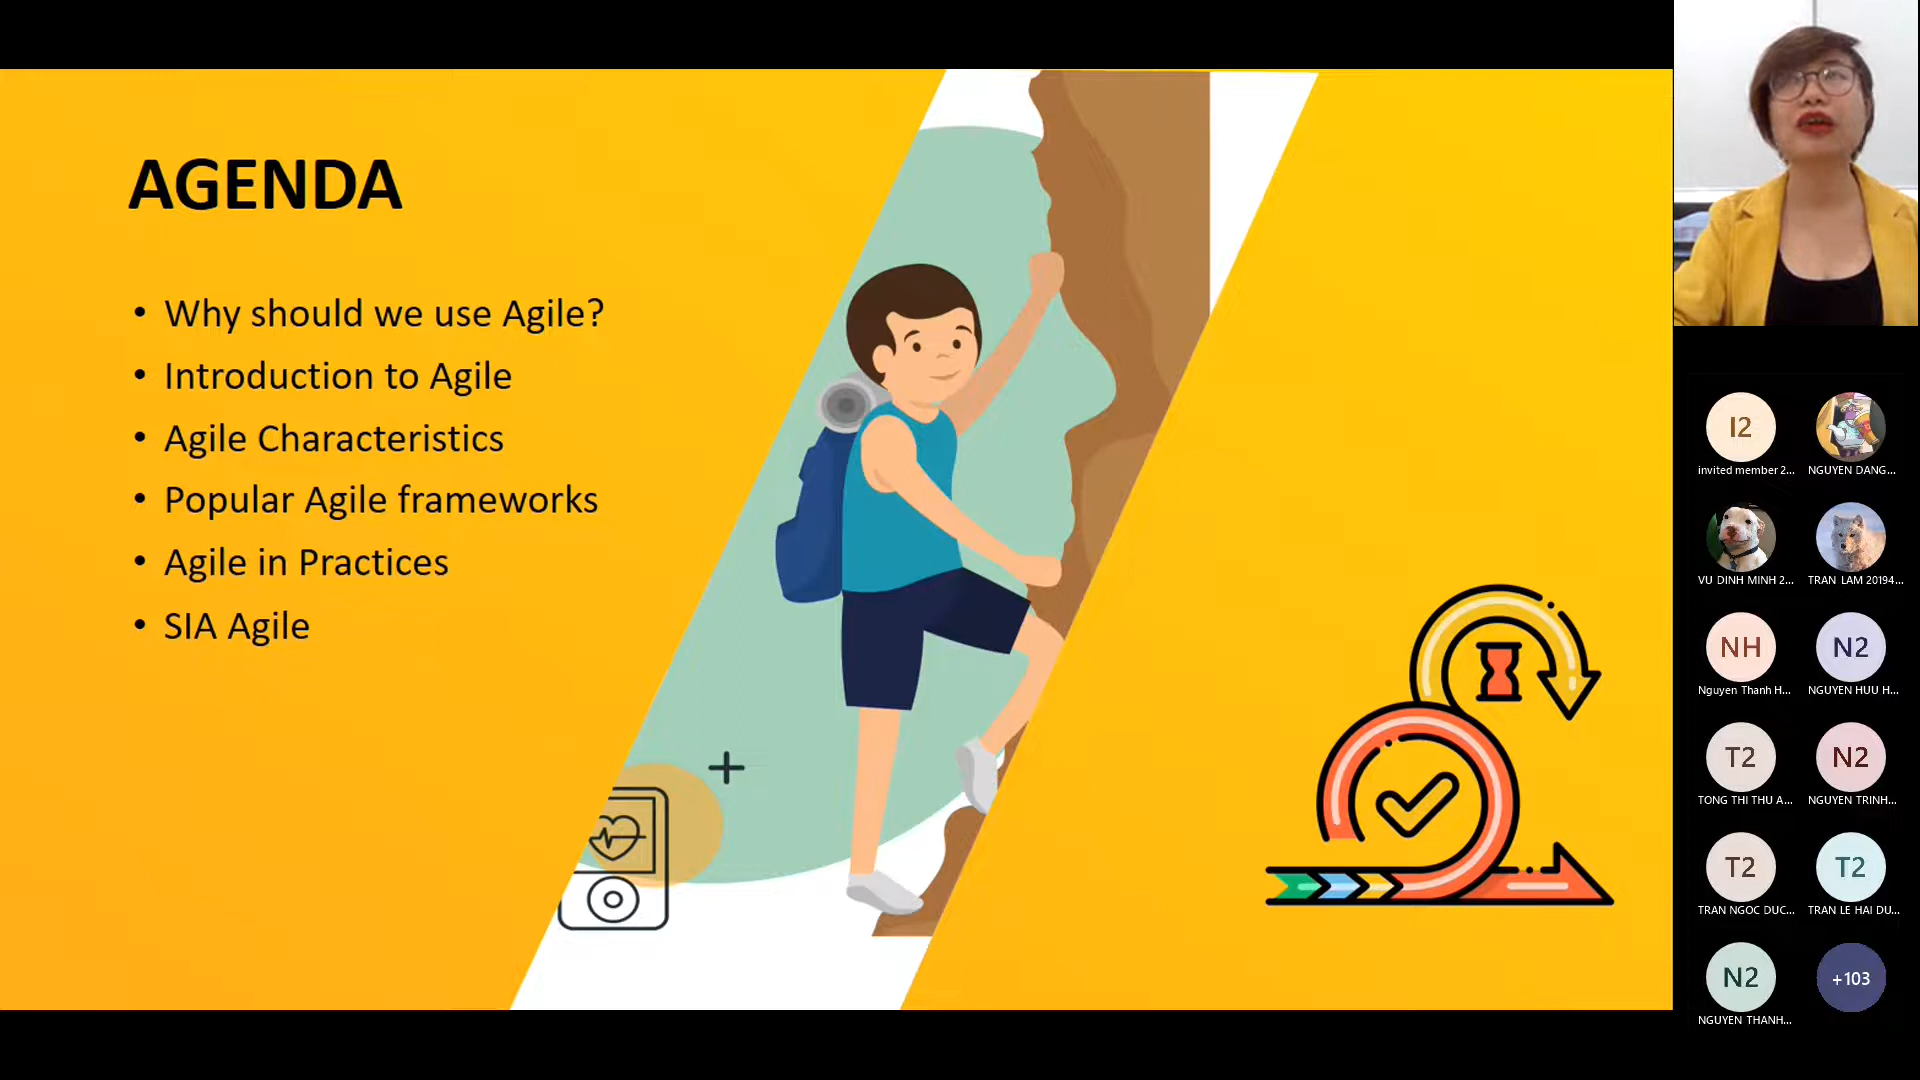 AGENDA
• Why should we use Agile?
• Introduction to Agile
• Agile Characteristics
• Popular Agile frameworks
• Agile in Practices
• SIA Agile
I2
invited member 2...
NGUYEN DANG...
VU DINH MINH 2...
TRAN LAM 20194...
NH
Nguyen Thanh H...
N2
NGUYEN HUU H...
T2
TONG THI THU A...
N2
NGUYEN TRINH...
T2
TRAN NGOC DUC...
T2
TRAN LE HAI DU...
N2
NGUYEN THANH...
+103